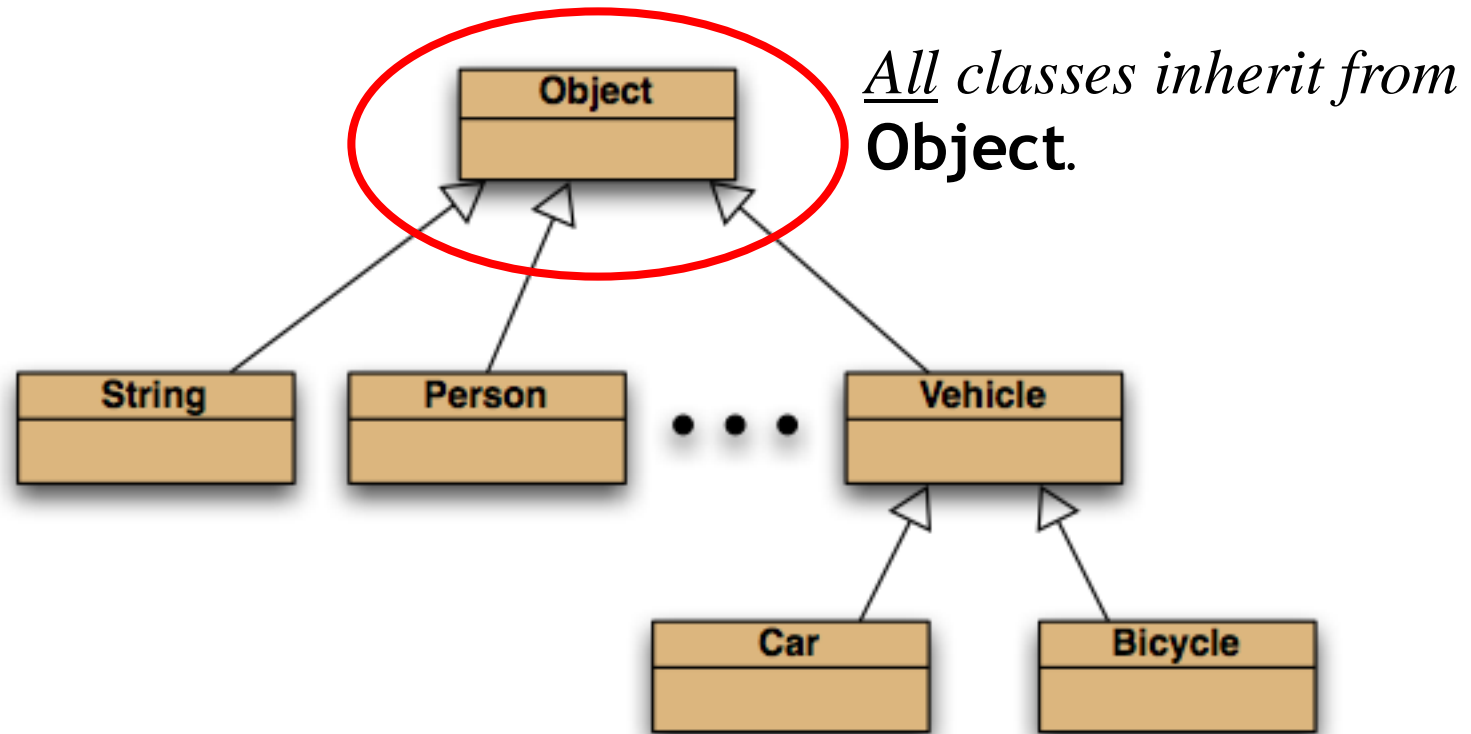 Object
All classes inherit from
Object.
String
Person
Vehicle
Car
Bicycle